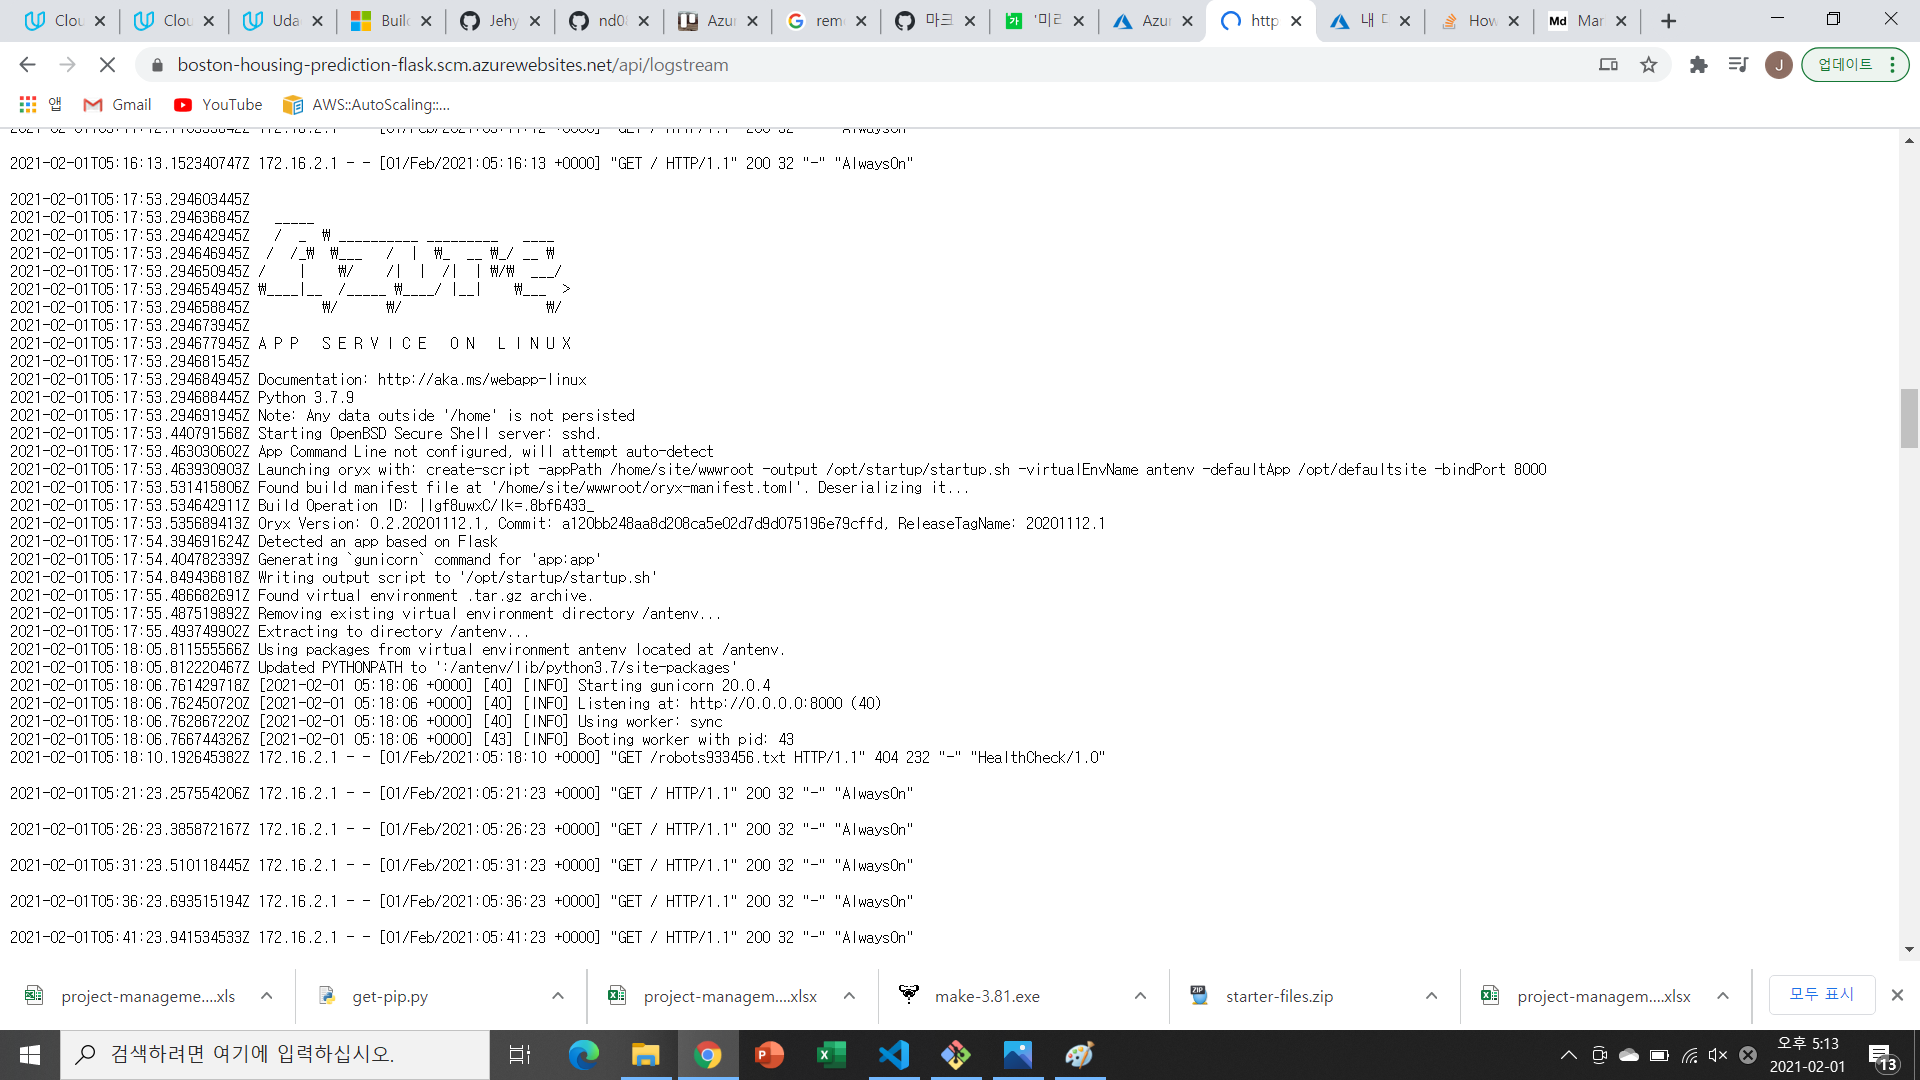 Clou
Clou
Uda
Build
Jehy
nd0
Azur
rem
마크
'미리
Azur
http
내 대
How
Mar
boston-housing-prediction-flask.scm.azurewebsites.net/api/logstream
업데이트
앱
Gmail
YouTube
AWS::AutoScaling::...
2021-02-01T05:16:13.152340747Z 172.16.2.1 - - [01/Feb/2021:05:16:13 +0000] "GET / HTTP/1.1" 200 32 "-" "AlwaysOn"
2021-02-01T05:17:53.294603445Z
2021-02-01T05:17:53.294636845Z   _____
2021-02-01T05:17:53.294642945Z   /  _  ₩ __________ _________   ____
2021-02-01T05:17:53.294646945Z  /  /_₩  ₩___   /  |  ₩_  __ ₩_/ __ ₩
2021-02-01T05:17:53.294650945Z /    |    ₩/    /|  |  /|  | ₩/₩  ___/
2021-02-01T05:17:53.294654945Z ₩____|__  /_____ ₩____/ |__|    ₩___  >
2021-02-01T05:17:53.294658845Z         ₩/      ₩/                  ₩/
2021-02-01T05:17:53.294673945Z
2021-02-01T05:17:53.294677945Z A P P   S E R V I C E   O N   L I N U X
2021-02-01T05:17:53.294681545Z
2021-02-01T05:17:53.294684945Z Documentation: http://aka.ms/webapp-linux
2021-02-01T05:17:53.294688445Z Python 3.7.9
2021-02-01T05:17:53.294691945Z Note: Any data outside '/home' is not persisted
2021-02-01T05:17:53.440791568Z Starting OpenBSD Secure Shell server: sshd.
2021-02-01T05:17:53.463030602Z App Command Line not configured, will attempt auto-detect
2021-02-01T05:17:53.463930903Z Launching oryx with: create-script -appPath /home/site/wwwroot -output /opt/startup/startup.sh -virtualEnvName antenv -defaultApp /opt/defaultsite -bindPort 8000
2021-02-01T05:17:53.531415806Z Found build manifest file at '/home/site/wwwroot/oryx-manifest.toml'. Deserializing it...
2021-02-01T05:17:53.534642911Z Build Operation ID: |lgf8uwxC/lk=.8bf6433_
2021-02-01T05:17:53.535689413Z Oryx Version: 0.2.20201112.1, Commit: a120bb248aa8d208ca5e02d7d9d075196e79cffd, ReleaseTagName: 20201112.1
2021-02-01T05:17:54.394691624Z Detected an app based on Flask
2021-02-01T05:17:54.404782339Z Generating `gunicorn` command for 'app:app'
2021-02-01T05:17:54.849436818Z Writing output script to '/opt/startup/startup.sh'
2021-02-01T05:17:55.486682691Z Found virtual environment .tar.gz archive.
2021-02-01T05:17:55.487519892Z Removing existing virtual environment directory /antenv...
2021-02-01T05:17:55.493749902Z Extracting to directory /antenv...
2021-02-01T05:18:05.811555566Z Using packages from virtual environment antenv located at /antenv.
2021-02-01T05:18:05.812220467Z Updated PYTHONPATH to ':/antenv/lib/python3.7/site-packages'
2021-02-01T05:18:06.761429718Z [2021-02-01 05:18:06 +0000] [40] [INFO] Starting gunicorn 20.0.4
2021-02-01T05:18:06.762450720Z [2021-02-01 05:18:06 +0000] [40] [INFO] Listening at: http://0.0.0.0:8000 (40)
2021-02-01T05:18:06.762867220Z [2021-02-01 05:18:06 +0000] [40] [INFO] Using worker: sync
2021-02-01T05:18:06.766744326Z [2021-02-01 05:18:06 +0000] [43] [INFO] Booting worker with pid: 43
2021-02-01T05:18:10.192645382Z 172.16.2.1 - - [01/Feb/2021:05:18:10 +0000] "GET /robots933456.txt HTTP/1.1" 404 232 "-" "HealthCheck/1.0"
2021-02-01T05:21:23.257554206Z 172.16.2.1 - - [01/Feb/2021:05:21:23 +0000] "GET / HTTP/1.1" 200 32 "-" "AlwaysOn"
2021-02-01T05:26:23.385872167Z 172.16.2.1 - - [01/Feb/2021:05:26:23 +0000] "GET / HTTP/1.1" 200 32 "-" "AlwaysOn"
2021-02-01T05:31:23.510118445Z 172.16.2.1 - - [01/Feb/2021:05:31:23 +0000] "GET / HTTP/1.1" 200 32 "-" "AlwaysOn"
2021-02-01T05:36:23.693515194Z 172.16.2.1 - - [01/Feb/2021:05:36:23 +0000] "GET / HTTP/1.1" 200 32 "-" "AlwaysOn"
2021-02-01T05:41:23.941534533Z 172.16.2.1 - - [01/Feb/2021:05:41:23 +0000] "GET / HTTP/1.1" 200 32 "-" "AlwaysOn"
project-manageme....xls
get-pip.py
project-managem....xlsx
make-3.81.exe
starter-files.zip
project-managem....xlsx
모두 표시
검색하려면 여기에 입력하십시오.
오후 5:13
2021-02-01
13